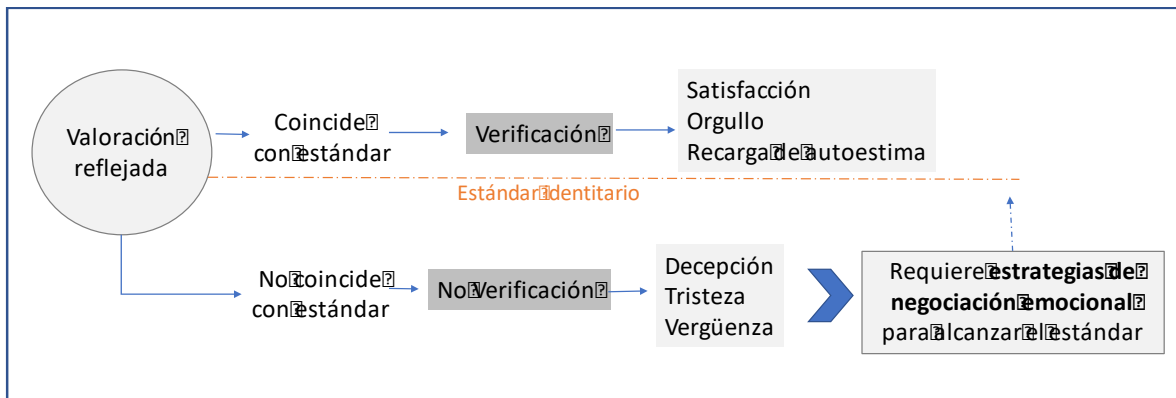 Valoración
reflejada
Coincide
con estándar
Verificación
Satisfacción
Orgullo
Recarga de autoestima
Estándar identitario
No coincide
con estándar
No Verificación
Decepción
Tristeza
Vergüenza
Requiere estrategias de
negociación emocional
para alcanzar el estándar